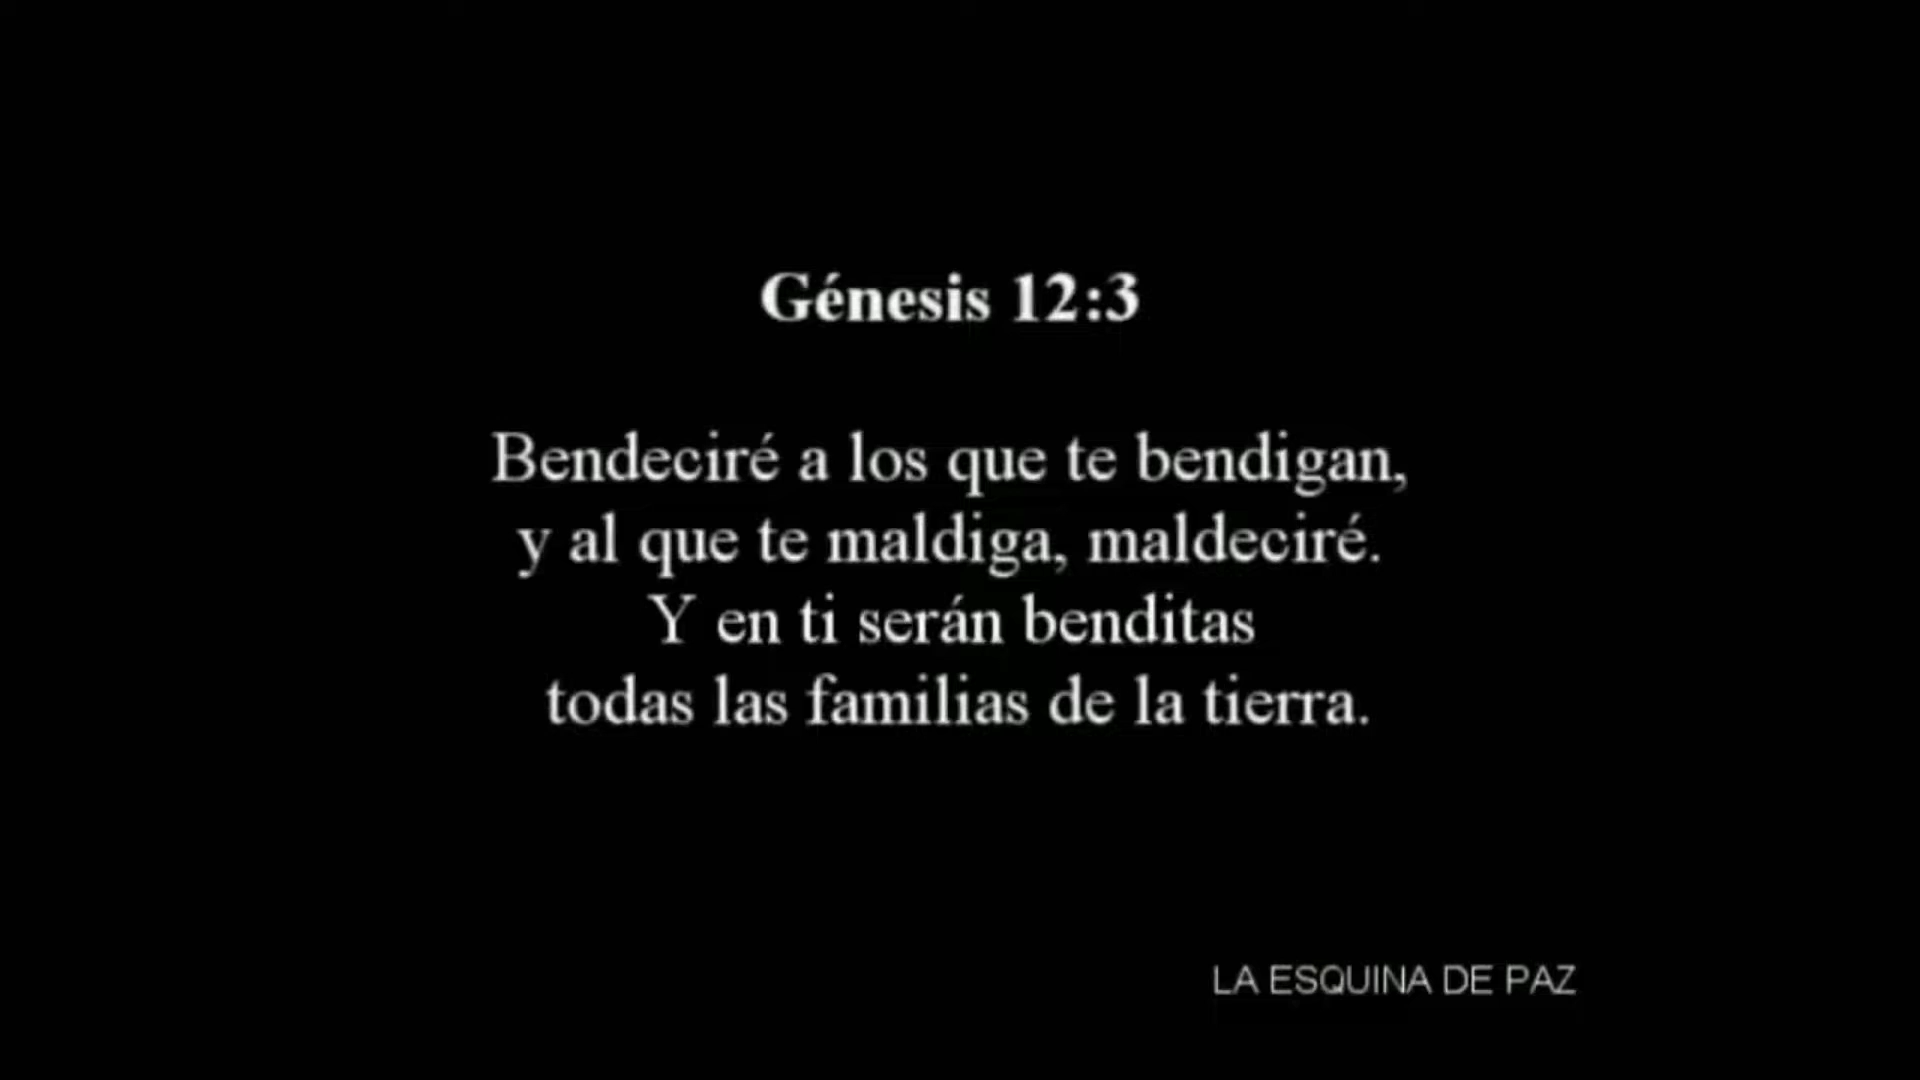 Génesis 12:3
Bendeciré a los que te bendigan,
y al que te maldiga, maldeciré.
Y en ti serán benditas
todas las familias de la tierra.
LA ESQUINA DE PAZ